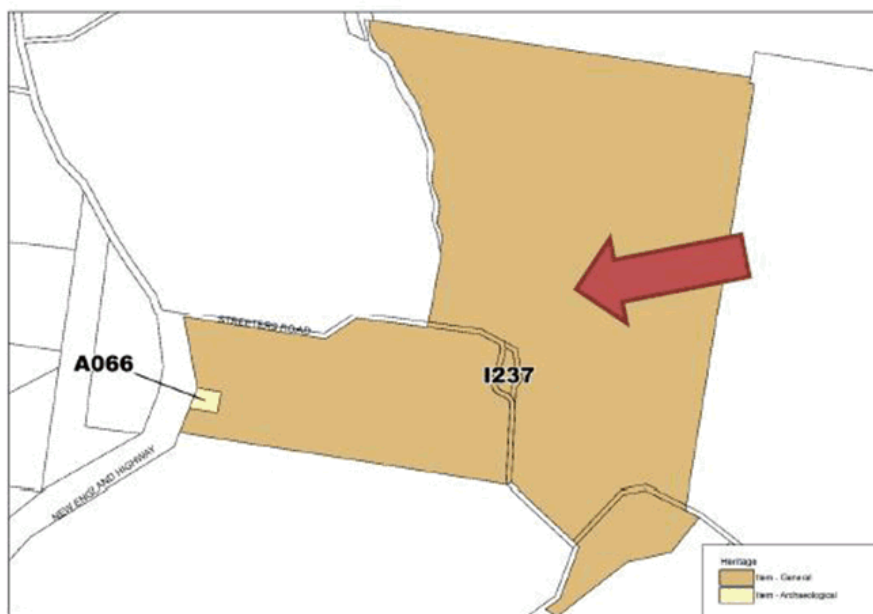 STREETERS ROAD
A066
I237
NEW ENGLAND HIGHWAY
Heritage
Item - General
Item - Archaeological